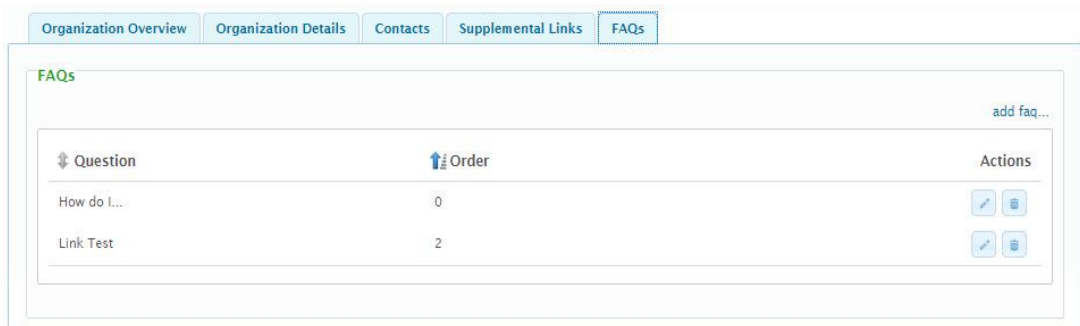 Organization Overview Organization Details Contacts Supplemental Links FAQs
FAQs
add faq...
Question Order Actions
How do I... 0
Link Test 2